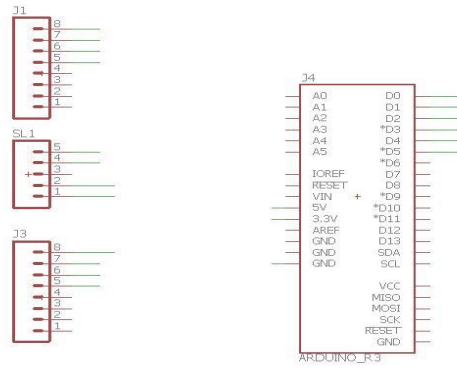 J1
8
7
6
5
4
3
2
1
SL1
5
4
3
2
1
J3
8
7
6
5
4
3
2
1
J4
A0 D0
A1 D1
A2 D2
A3 *D3
A4 D4
A5 *D5
*D6
IOREF D7
RESET D8
VIN *D9
5V *D10
3.3V *D11
AREF D12
GND D13
GND SDA
GND SCL
VCC
MISO
MOSI
SCK
RESET
GND
ARDUINO_R3